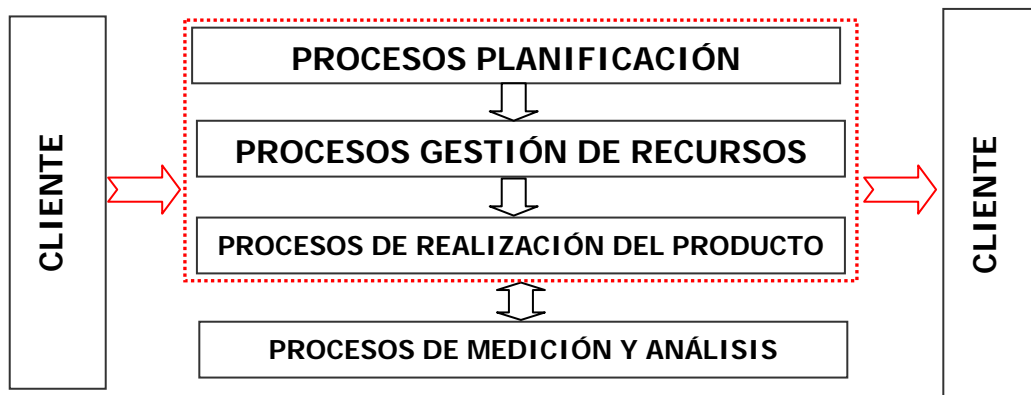 CLIENTE
PROCESOS PLANIFICACIÓN
PROCESOS GESTIÓN DE RECURSOS
PROCESOS DE REALIZACIÓN DEL PRODUCTO
PROCESOS DE MEDICIÓN Y ANÁLISIS
CLIENTE